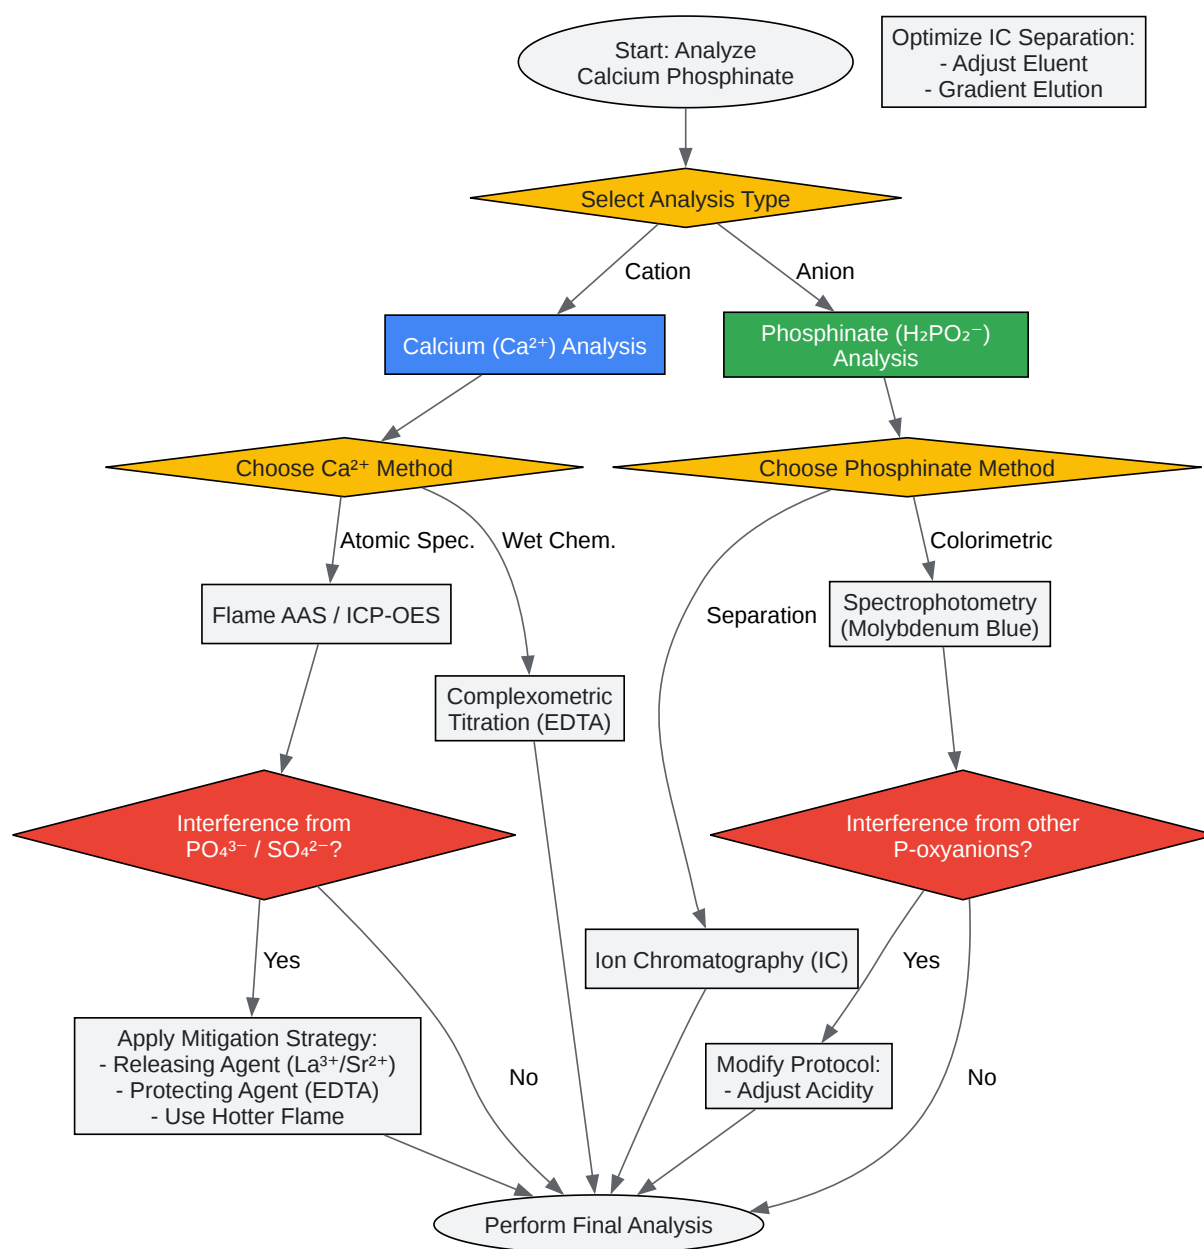 Start: Analyze
Calcium Phosphinate
Optimize IC Separation:
- Adjust Eluent
- Gradient Elution
Select Analysis Type
Cation
Anion
Calcium (Ca²⁺) Analysis
Phosphinate (H₂PO₂⁻)
Analysis
Choose Ca²⁺ Method
Choose Phosphinate Method
Atomic Spec.
Wet Chem.
Colorimetric
Separation
Flame AAS / ICP-OES
Spectrophotometry
(Molybdenum Blue)
Complexometric
Titration (EDTA)
Interference from
PO₄³⁻ / SO₄²⁻?
Interference from other
P-oxyanions?
Yes
Ion Chromatography (IC)
Yes
Apply Mitigation Strategy:
- Releasing Agent (La³⁺/Sr²⁺)
- Protecting Agent (EDTA)
- Use Hotter Flame
No
Modify Protocol:
- Adjust Acidity
No
Perform Final Analysis